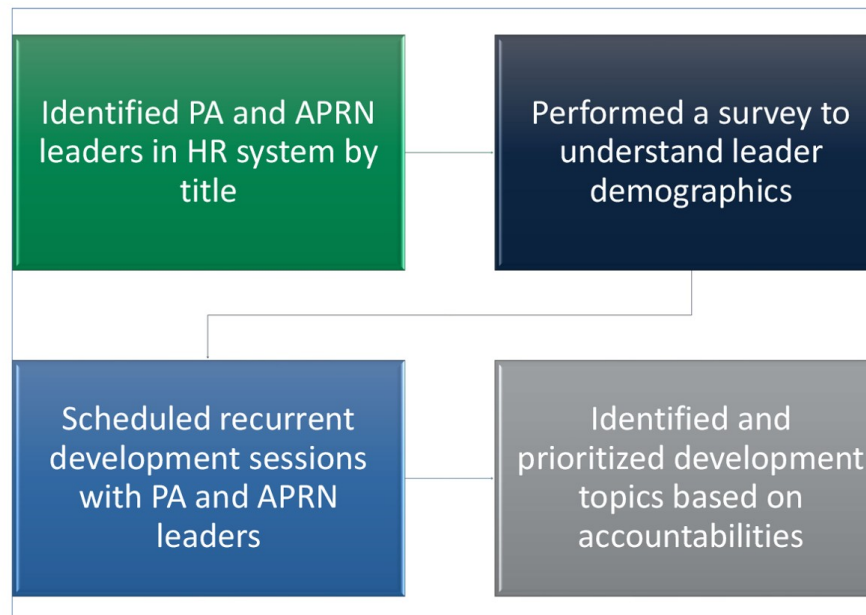 Identified PA and APRN
leaders in HR system by
title
Performed a survey to
understand leader
demographics
Scheduled recurrent
development sessions
with PA and APRN
leaders
Identified and
prioritized development
topics based on
accountabilities